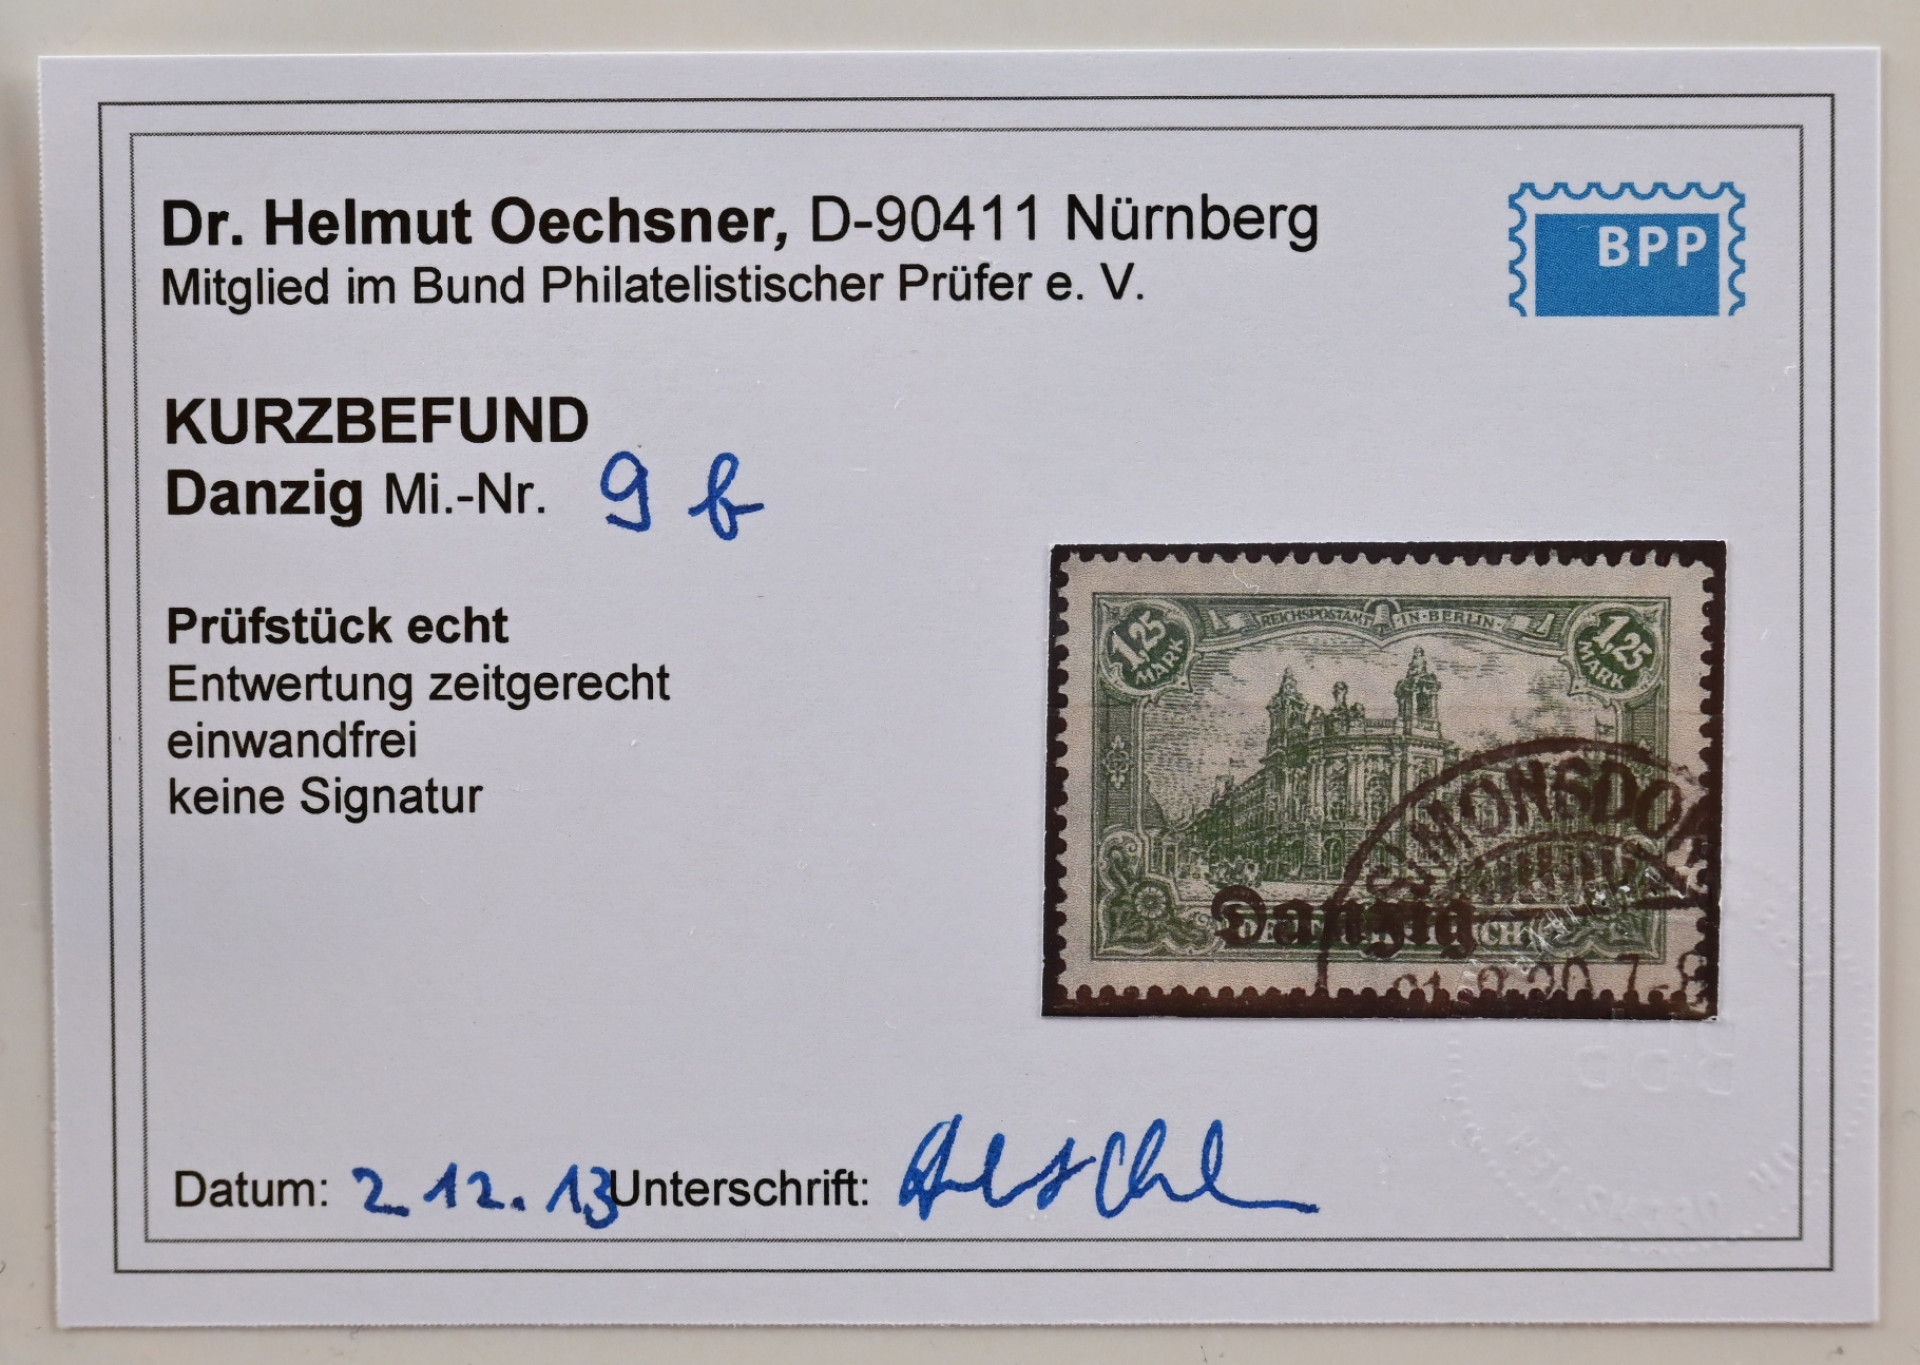 Dr. Helmut Oechsner, D-90411 Nürnberg
Mitglied im Bund Philatelistischer Prüfer e. V.
BPP
KURZBEFUND
Danzig Mi.-Nr. 9 b
Prüfstück echt
Entwertung zeitgerecht
einwandfrei
keine Signatur
1,25 MARK
REICHSPOSTAMT IN BERLIN
1,25 MARK
SIMONSDOR
Danzig
Datum: 2.12.13 Unterschrift: